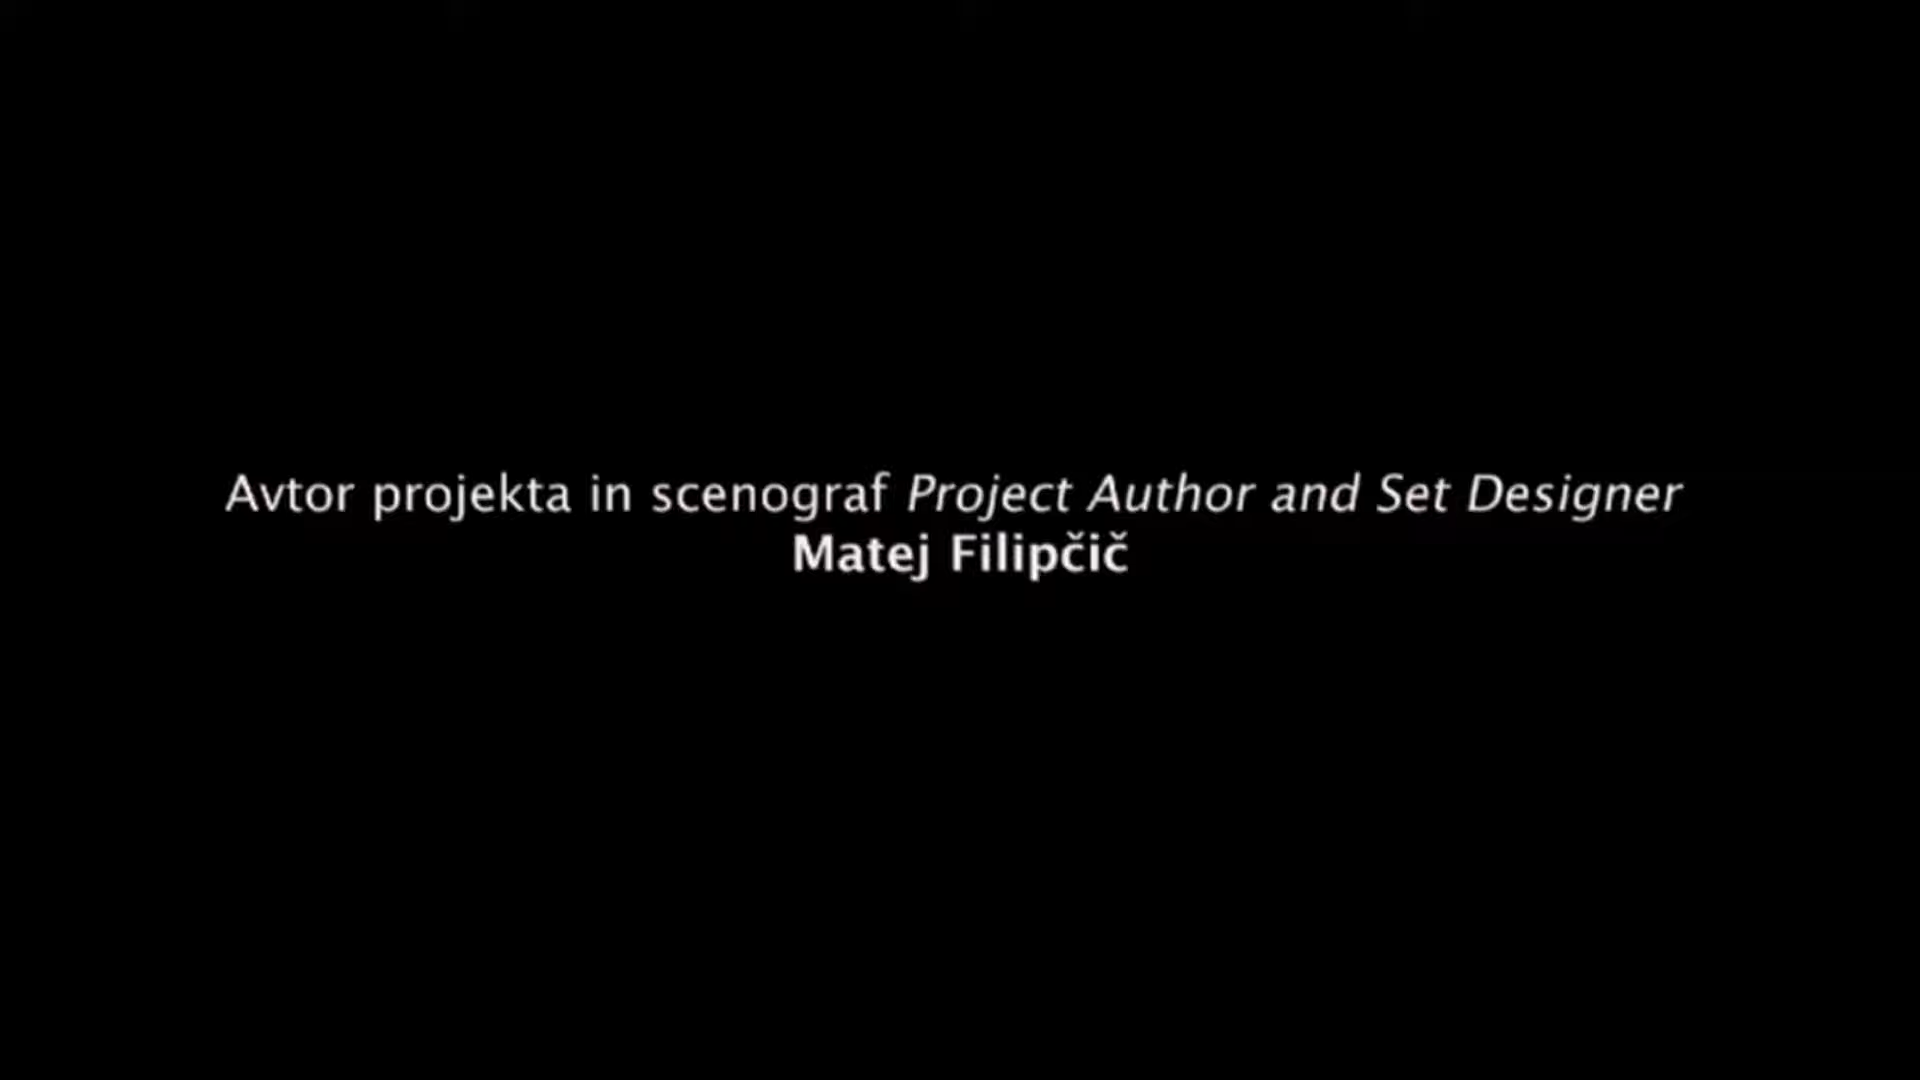 Avtor projekta in scenograf Project Author and Set Designer
Matej Filipčič